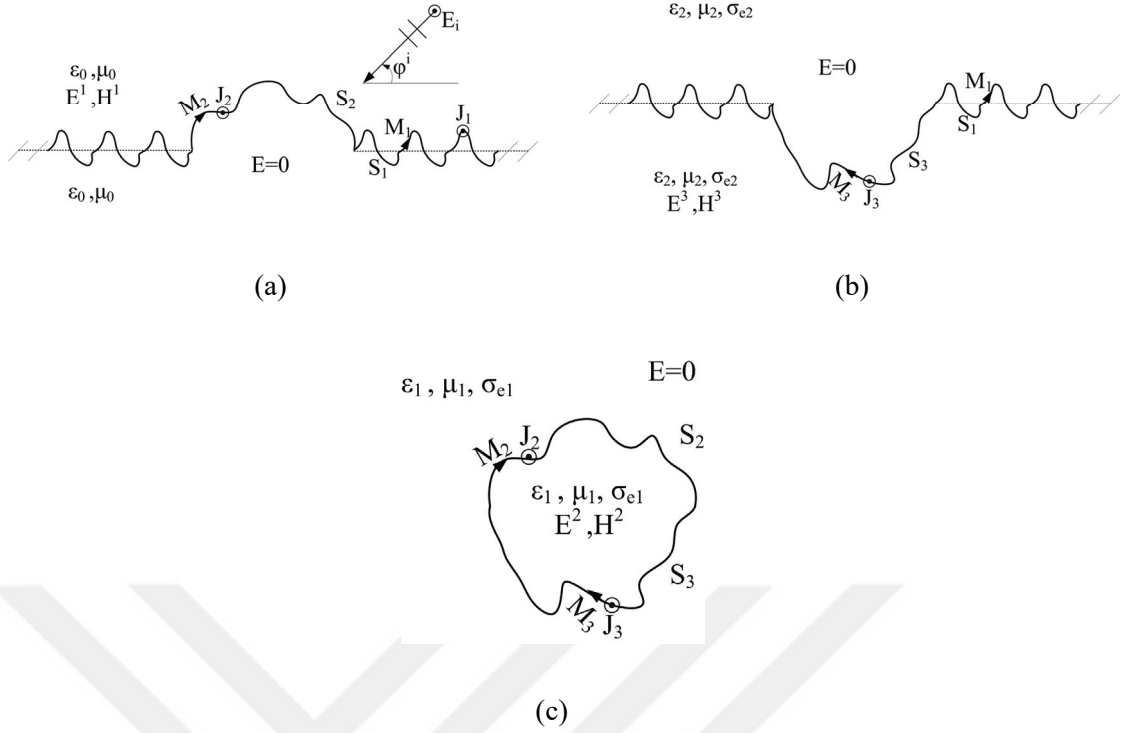 ε₀ ,μ₀
E¹ ,H¹
M₂
J₂
S₂
Eᵢ
φⁱ
E=0
M₁
J₁
S₁
ε₀ ,μ₀
(a)
ε₂, μ₂, σₑ₂
E=0
M₁
S₁
S₃
ε₂, μ₂, σₑ₂
E³ ,H³
M₃
J₃
(b)
ε₁ , μ₁, σₑ₁
E=0
M₂
J₂
S₂
ε₁ , μ₁, σₑ₁
E² ,H²
S₃
M₃
J₃
(c)